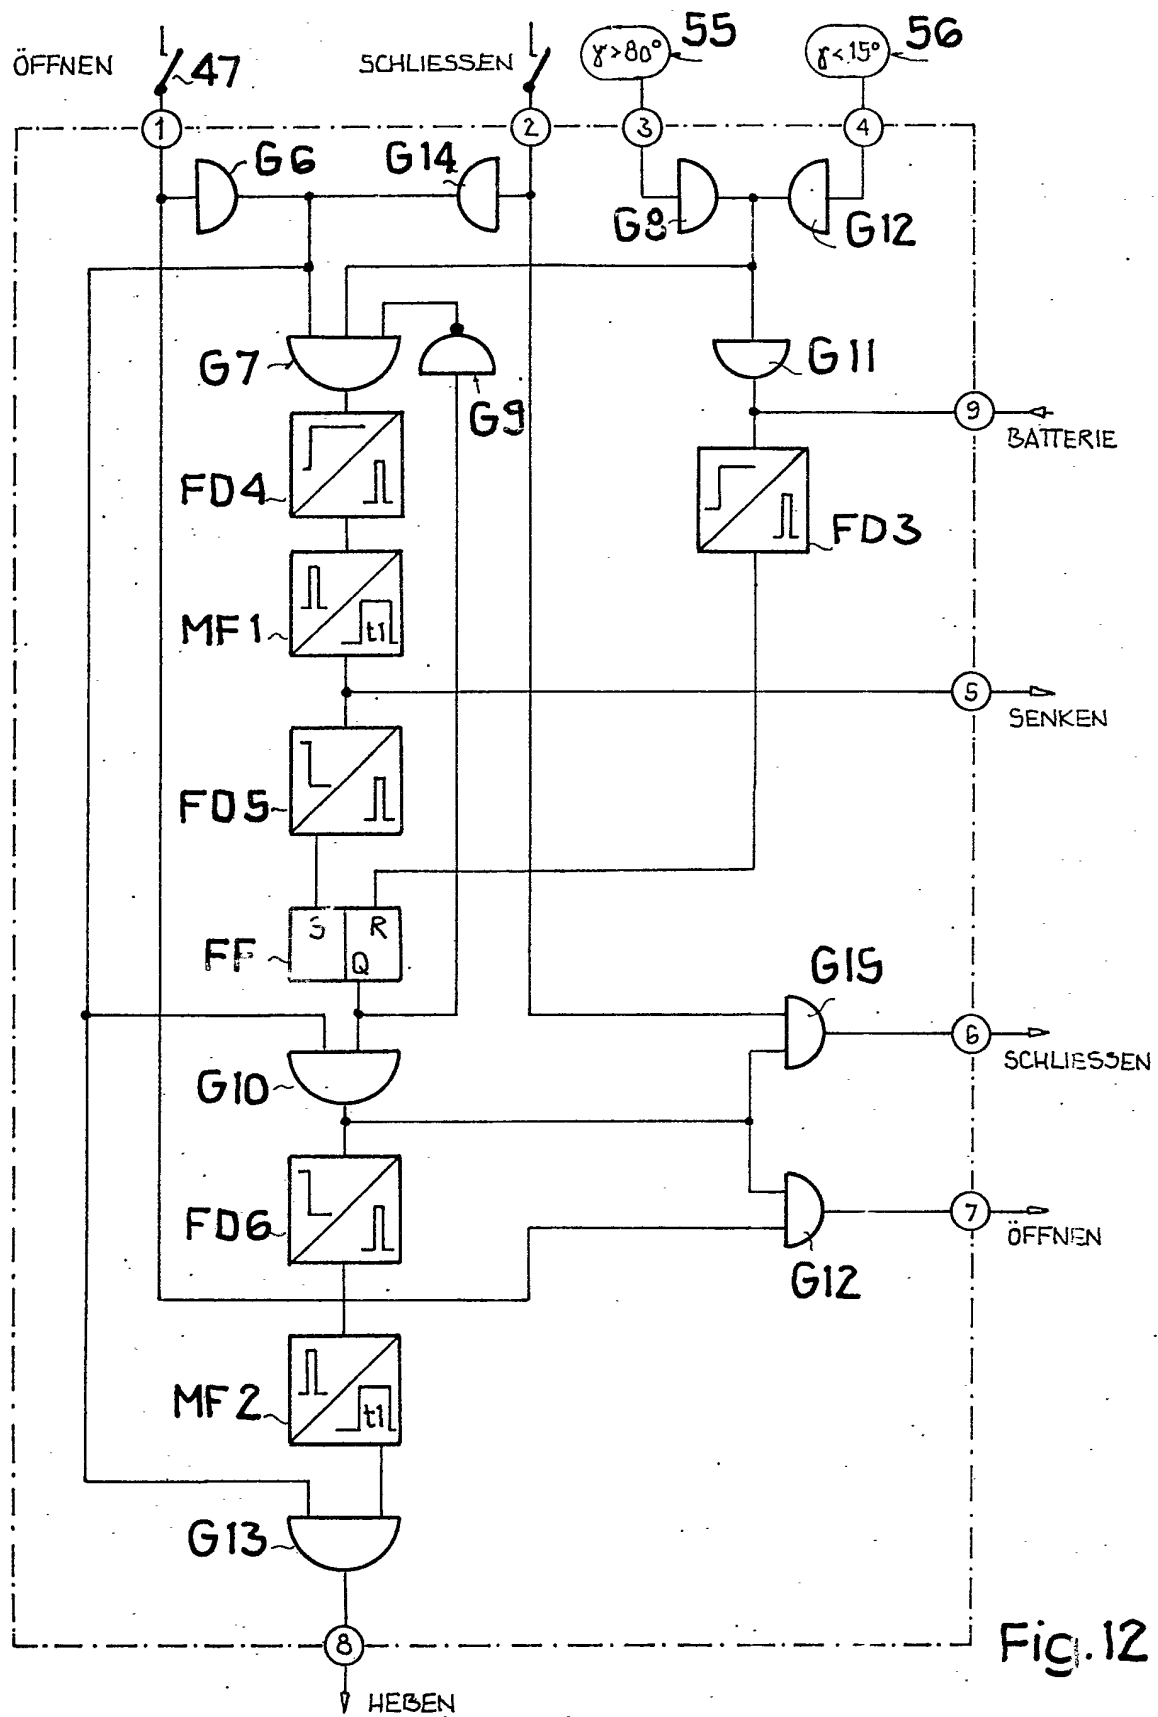 55
56
ÖFFNEN
47
SCHLIESSEN
γ > 80°
γ < 15°
1
2
3
4
G6
G14
G8
G12
G7
G9
G11
9
BATTERIE
FD4
FD3
MF1
t1
5
SENKEN
FD5
S
R
FF
Q
G15
6
SCHLIESSEN
G10
7
ÖFFNEN
FD6
G12
MF2
t1
G13
8
HEBEN
Fig. 12